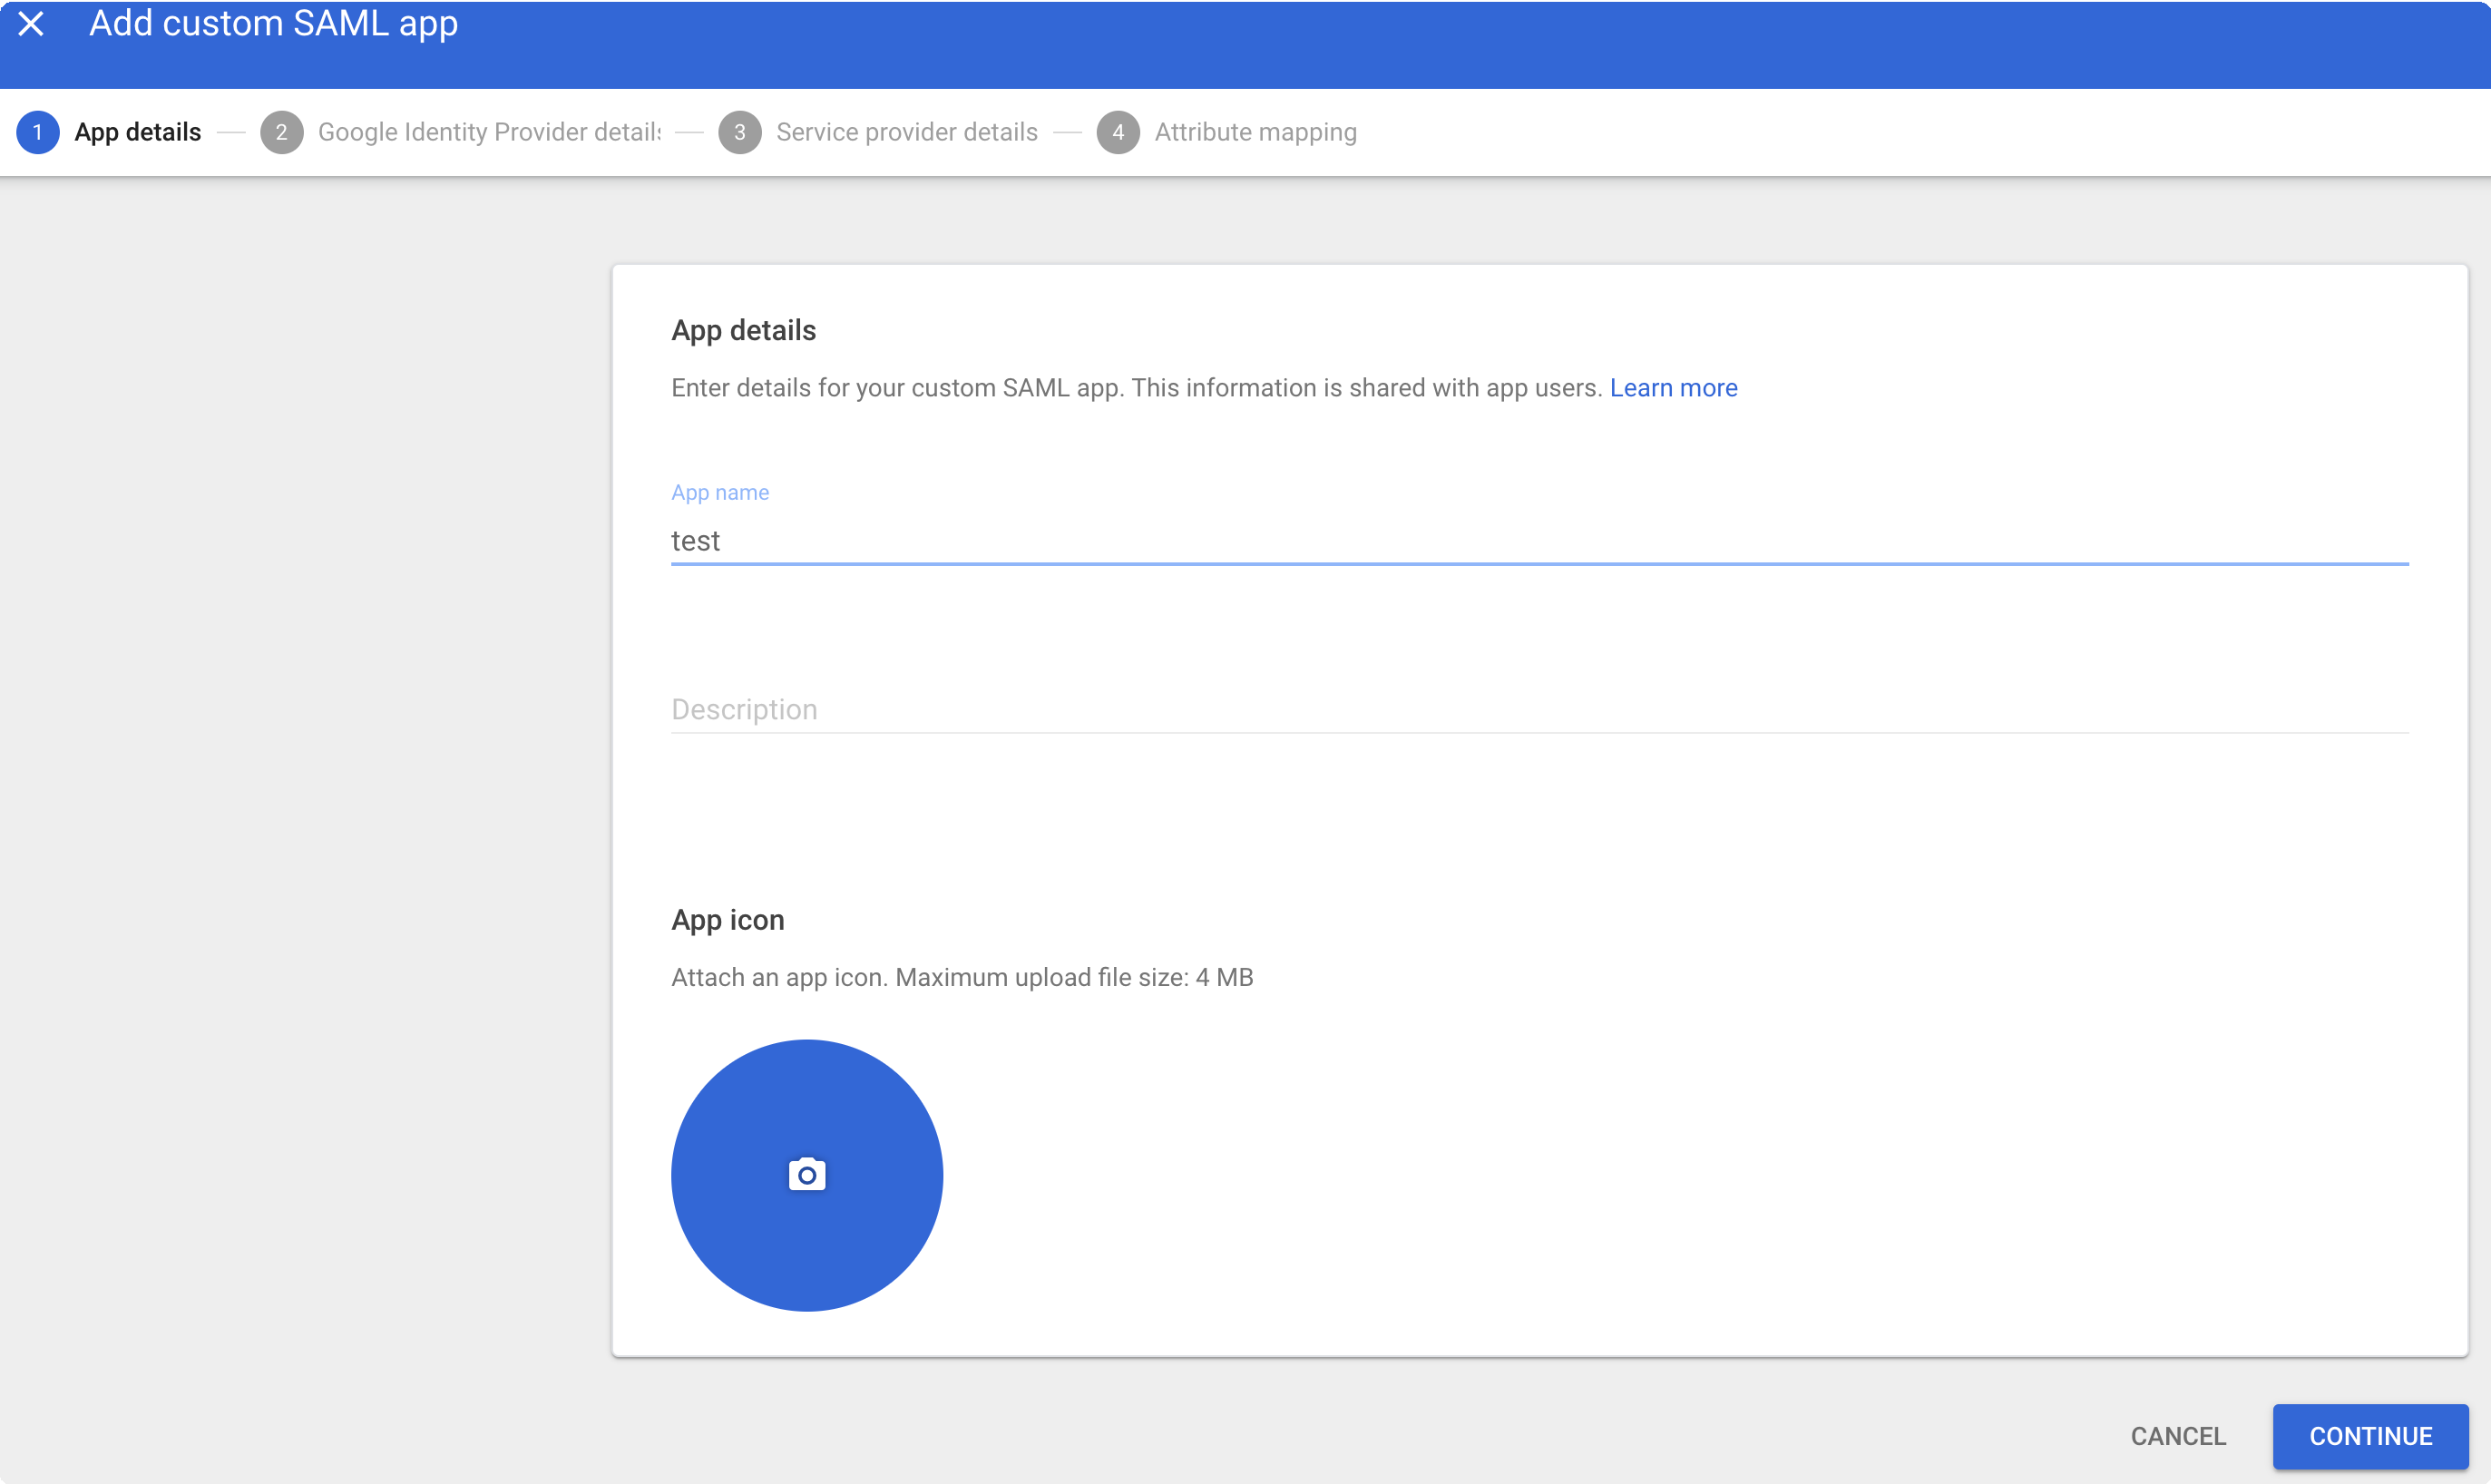 Add custom SAML app
1 App details 2 Google Identity Provider details 3 Service provider details 4 Attribute mapping
App details
Enter details for your custom SAML app. This information is shared with app users. Learn more
App name
test
Description
App icon
Attach an app icon. Maximum upload file size: 4 MB
CANCEL CONTINUE